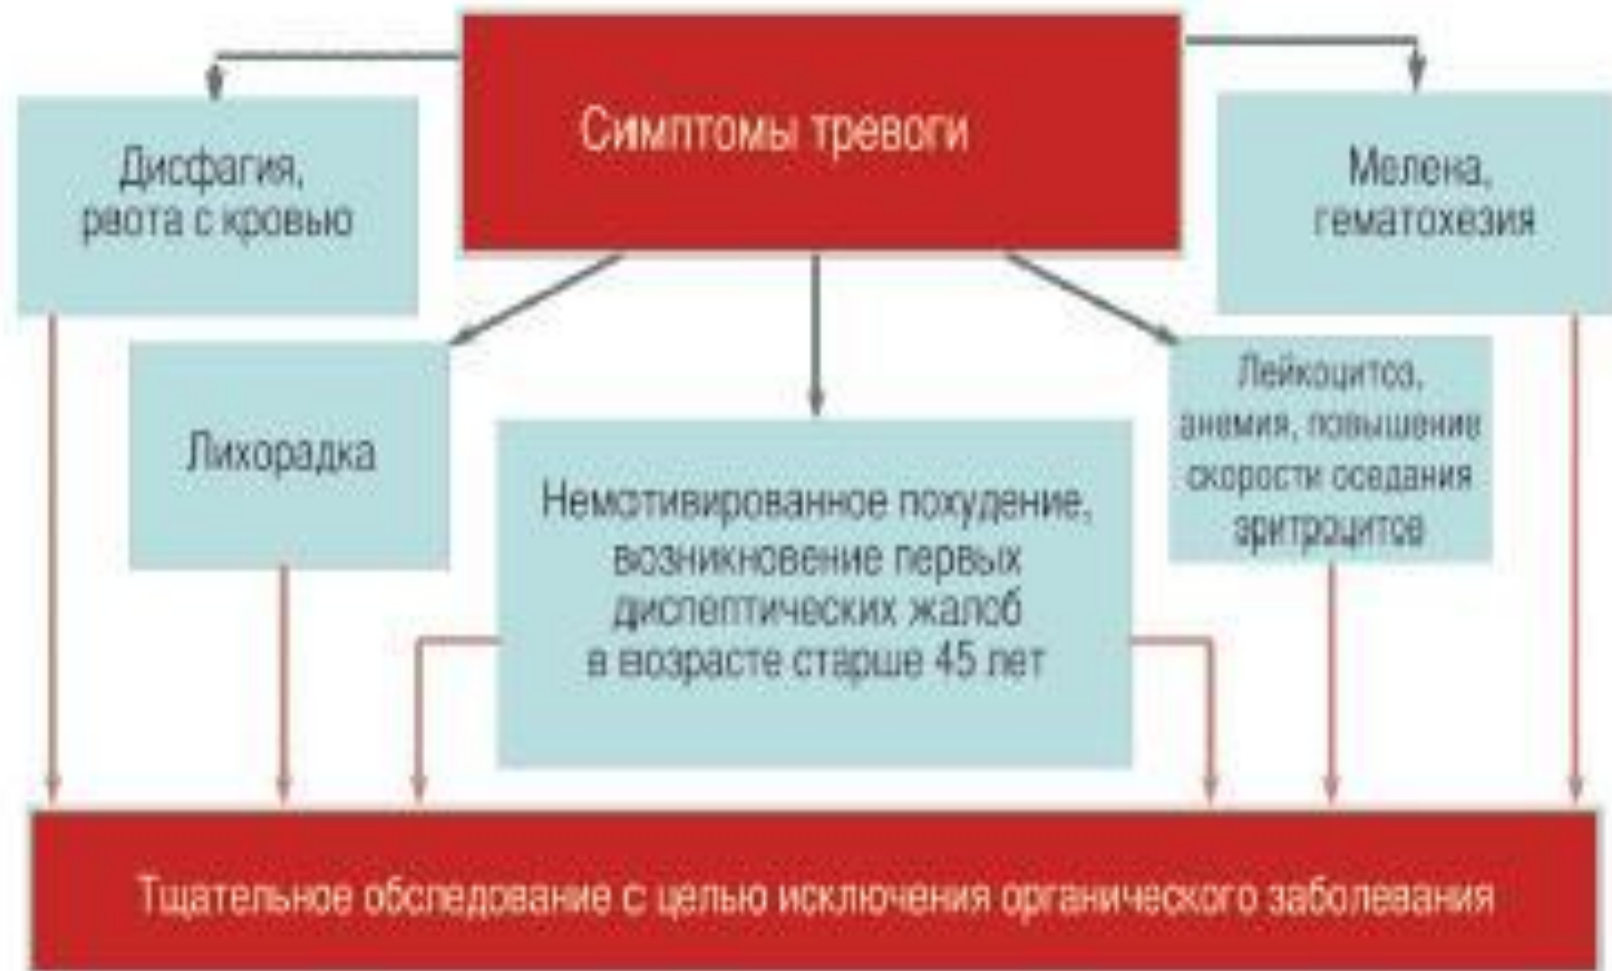 Симптомы тревоги
Дисфагия,
рвота с кровью
Мелена,
гематохезия
Лихорадка
Немотивированное похудение,
возникновение первых
диспептических жалоб
в возрасте старше 45 лет
Лейкоцитоз,
анемия, повышение
скорости оседания
эритроцитов
Тщательное обследование с целью исключения органического заболевания